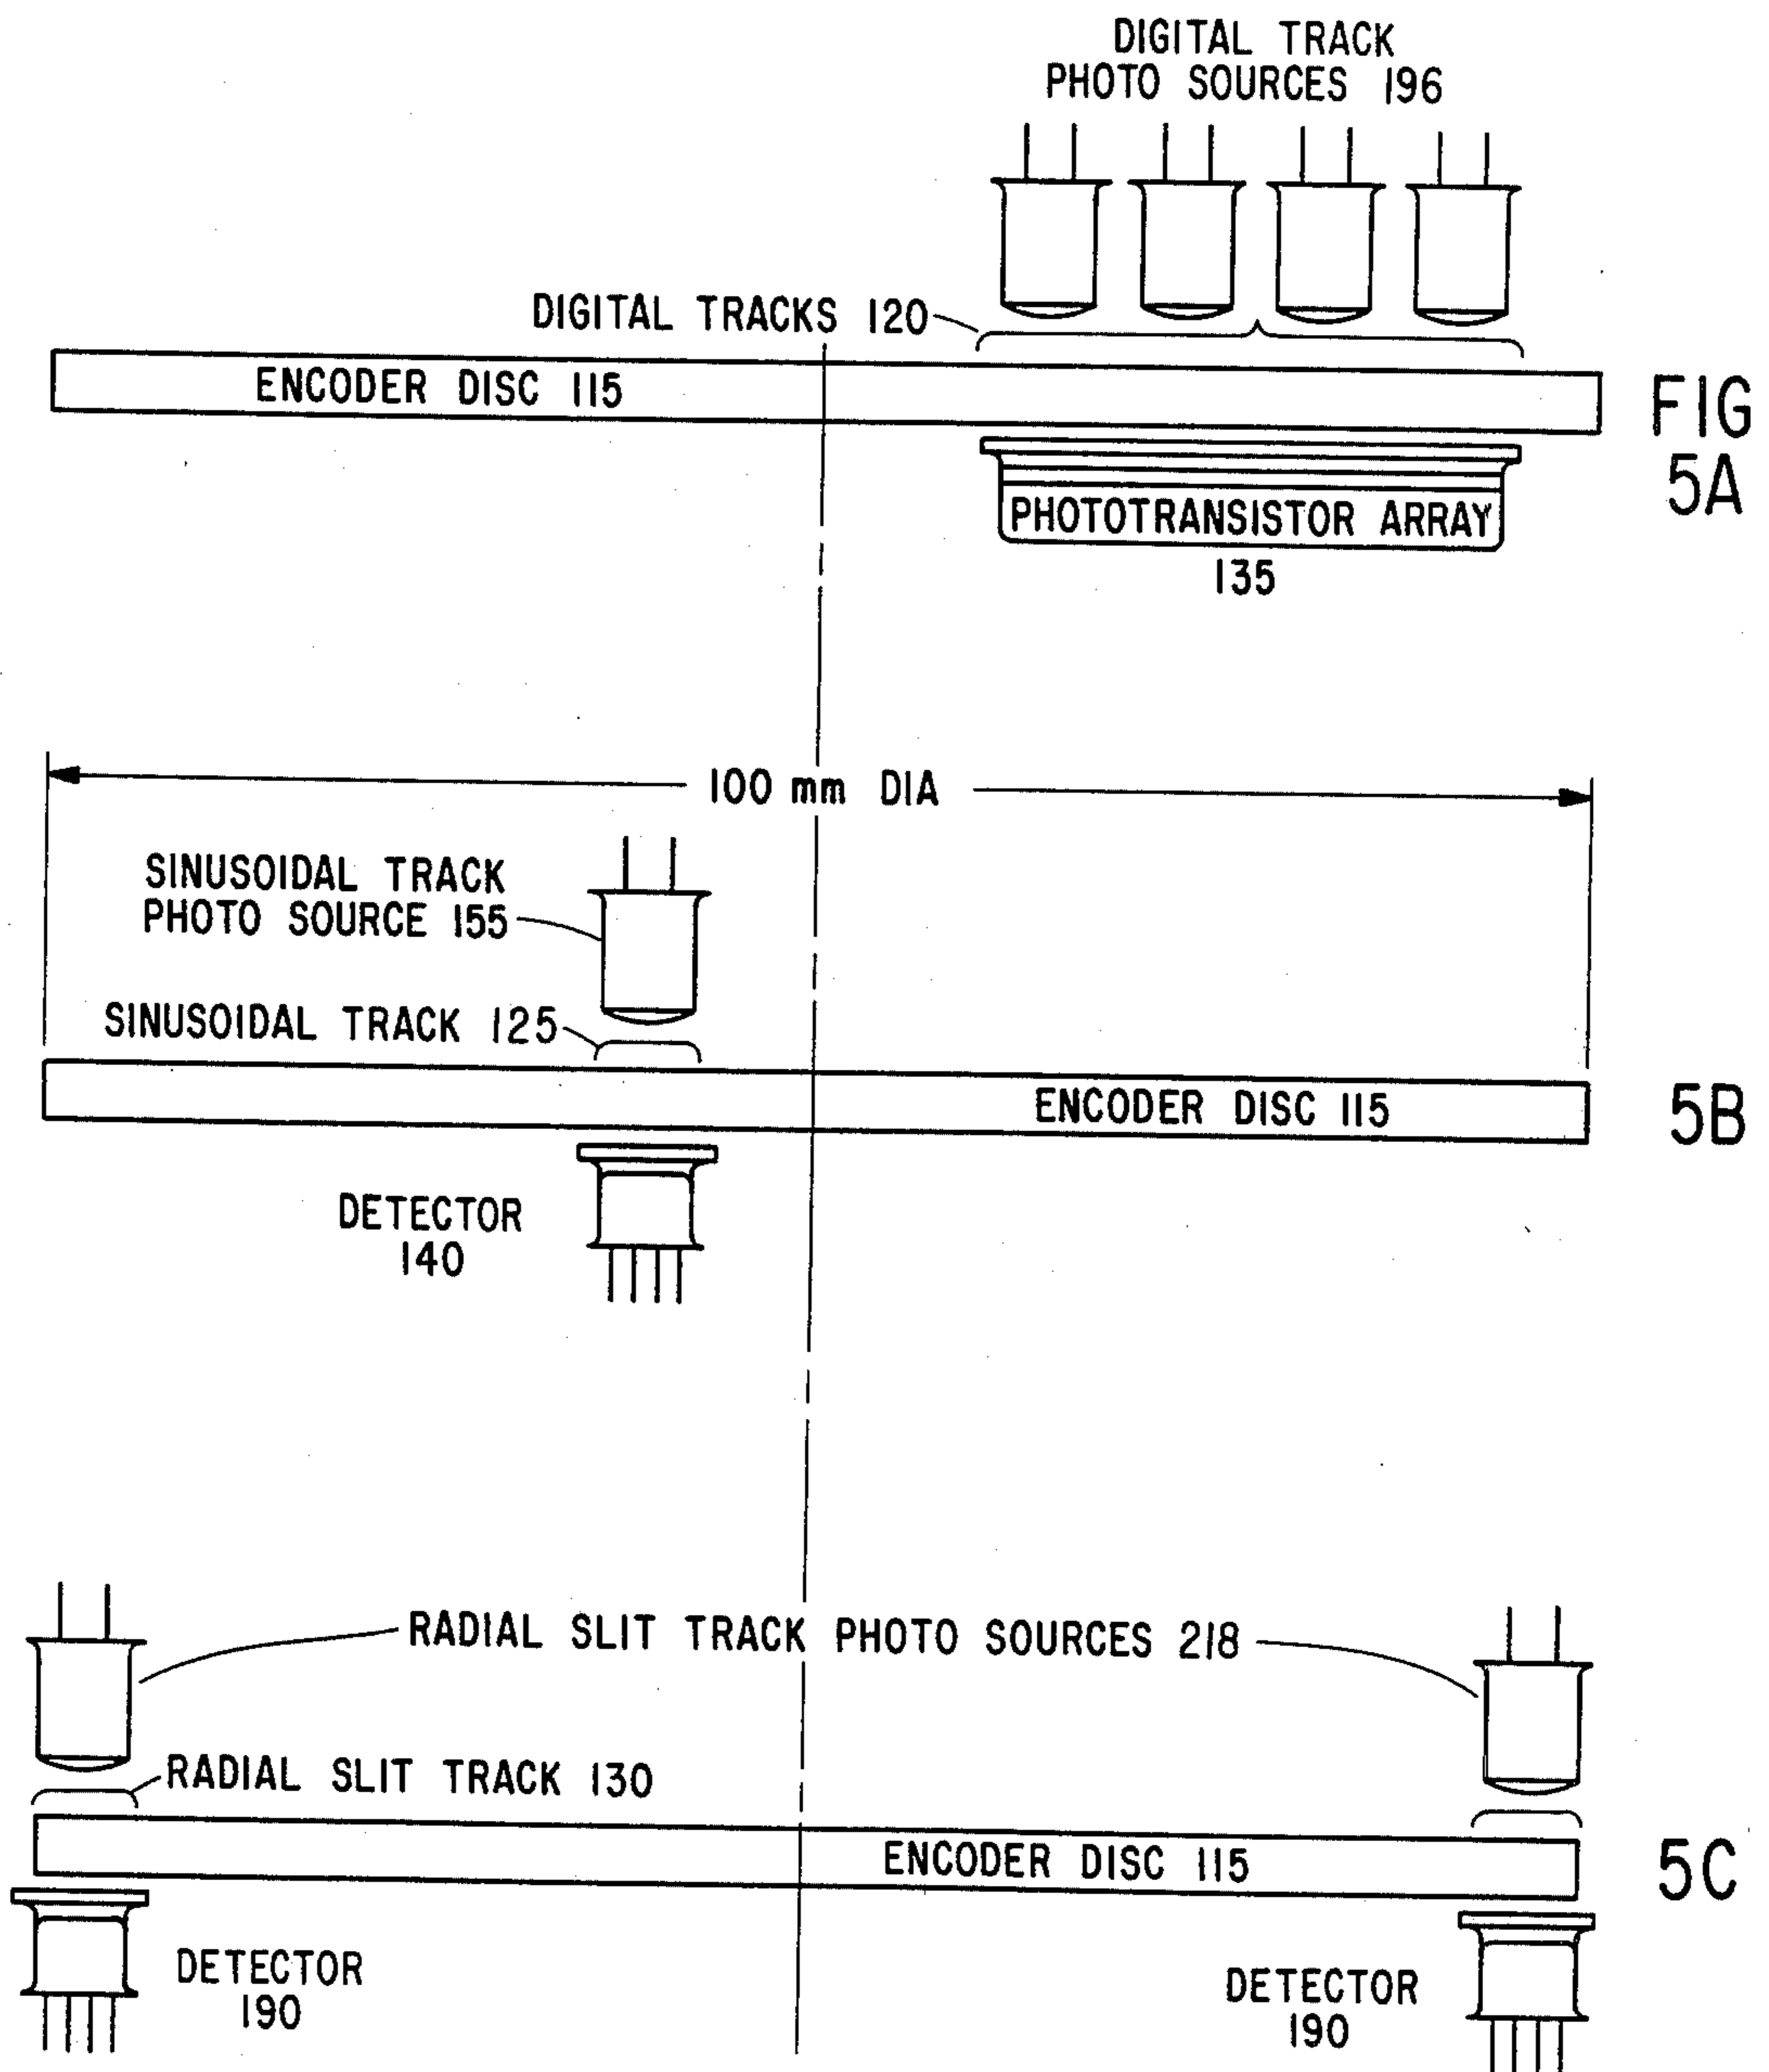 DIGITAL TRACK
PHOTO SOURCES 196
DIGITAL TRACKS 120
ENCODER DISC 115
FIG
5A
PHOTOTRANSISTOR ARRAY
135
100 mm DIA
SINUSOIDAL TRACK
PHOTO SOURCE 155
SINUSOIDAL TRACK 125
ENCODER DISC 115
5B
DETECTOR
140
RADIAL SLIT TRACK PHOTO SOURCES 218
RADIAL SLIT TRACK 130
ENCODER DISC 115
5C
DETECTOR
190
DETECTOR
190